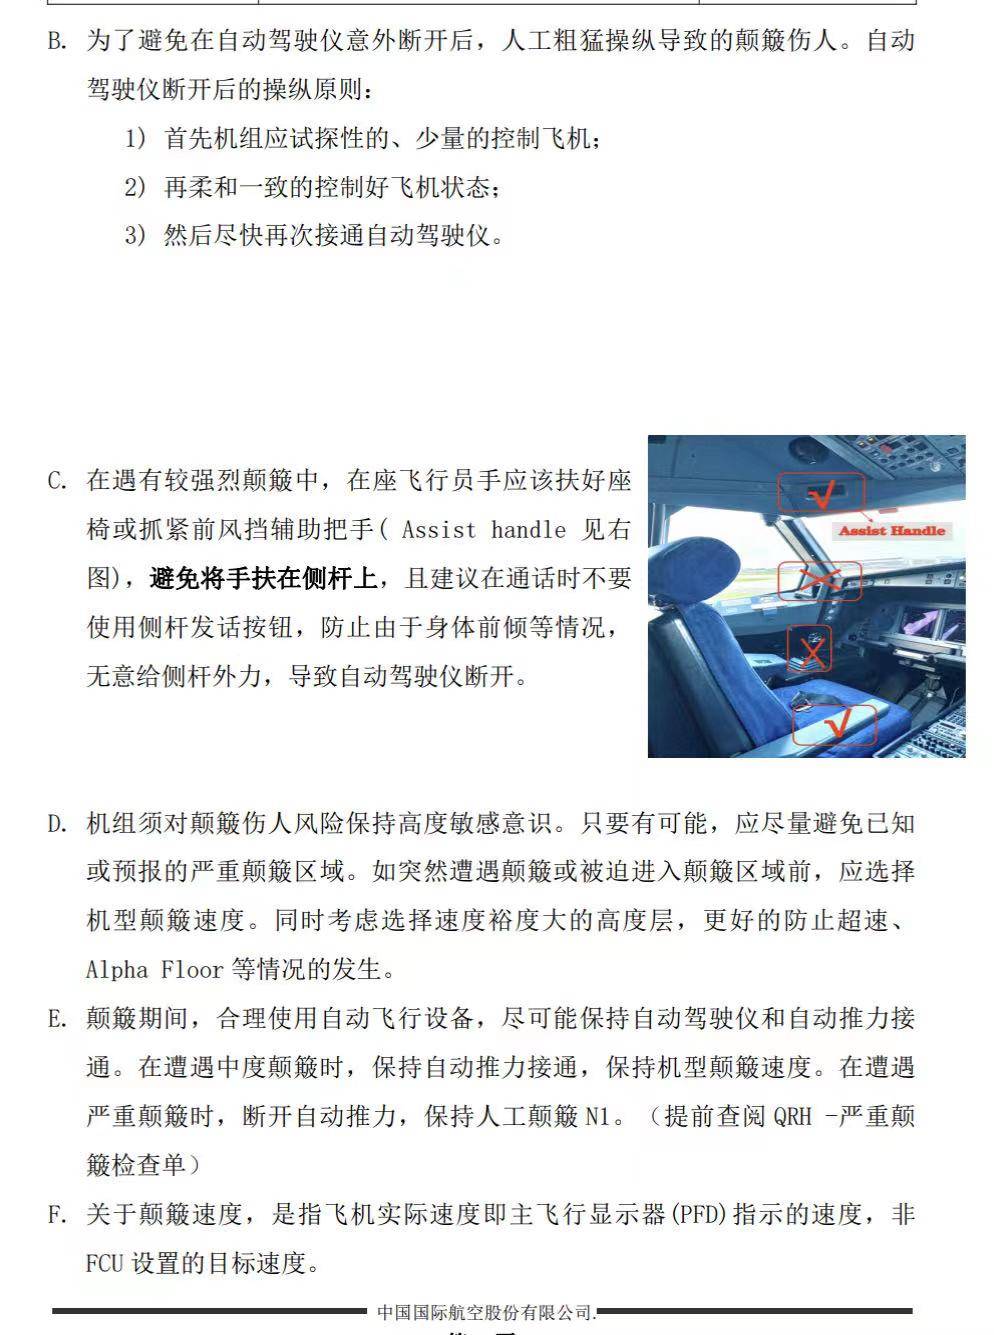 B. 为了避免在自动驾驶仪意外断开后，人工粗猛操纵导致的颠簸伤人。自动
驾驶仪断开后的操纵原则：
1) 首先机组应试探性的、少量的控制飞机；
2) 再柔和一致的控制好飞机状态；
3) 然后尽快再次接通自动驾驶仪。
C. 在遇有较强烈颠簸中，在座飞行员手应该扶好座
椅或抓紧前风挡辅助把手( Assist handle 见右
图)，避免将手扶在侧杆上，且建议在通话时不要
使用侧杆发话按钮，防止由于身体前倾等情况，
无意给侧杆外力，导致自动驾驶仪断开。
Assist Handle
D. 机组须对颠簸伤人风险保持高度敏感意识。只要有可能，应尽量避免已知
或预报的严重颠簸区域。如突然遭遇颠簸或被迫进入颠簸区域前，应选择
机型颠簸速度。同时考虑选择速度裕度大的高度层，更好的防止超速、
Alpha Floor 等情况的发生。
E. 颠簸期间，合理使用自动飞行设备，尽可能保持自动驾驶仪和自动推力接
通。在遭遇中度颠簸时，保持自动推力接通，保持机型颠簸速度。在遭遇
严重颠簸时，断开自动推力，保持人工颠簸 N1。（提前查阅 QRH -严重颠
簸检查单）
F. 关于颠簸速度，是指飞机实际速度即主飞行显示器(PFD)指示的速度，非
FCU 设置的目标速度。
中国国际航空股份有限公司.